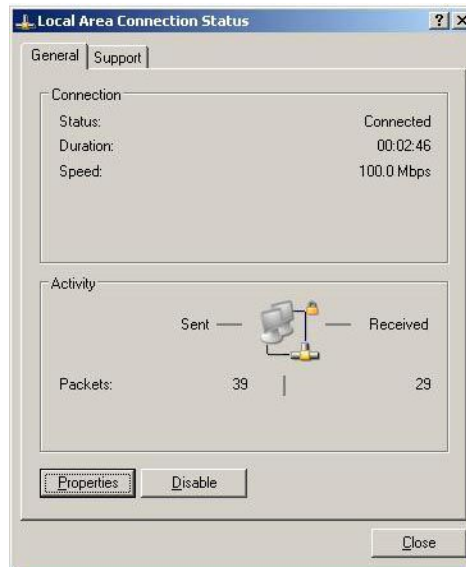 Local Area Connection Status
General Support
Connection
Status: Connected
Duration: 00:02:46
Speed: 100.0 Mbps
Activity
Sent — — Received
Packets: 39 | 29
Properties Disable
Close